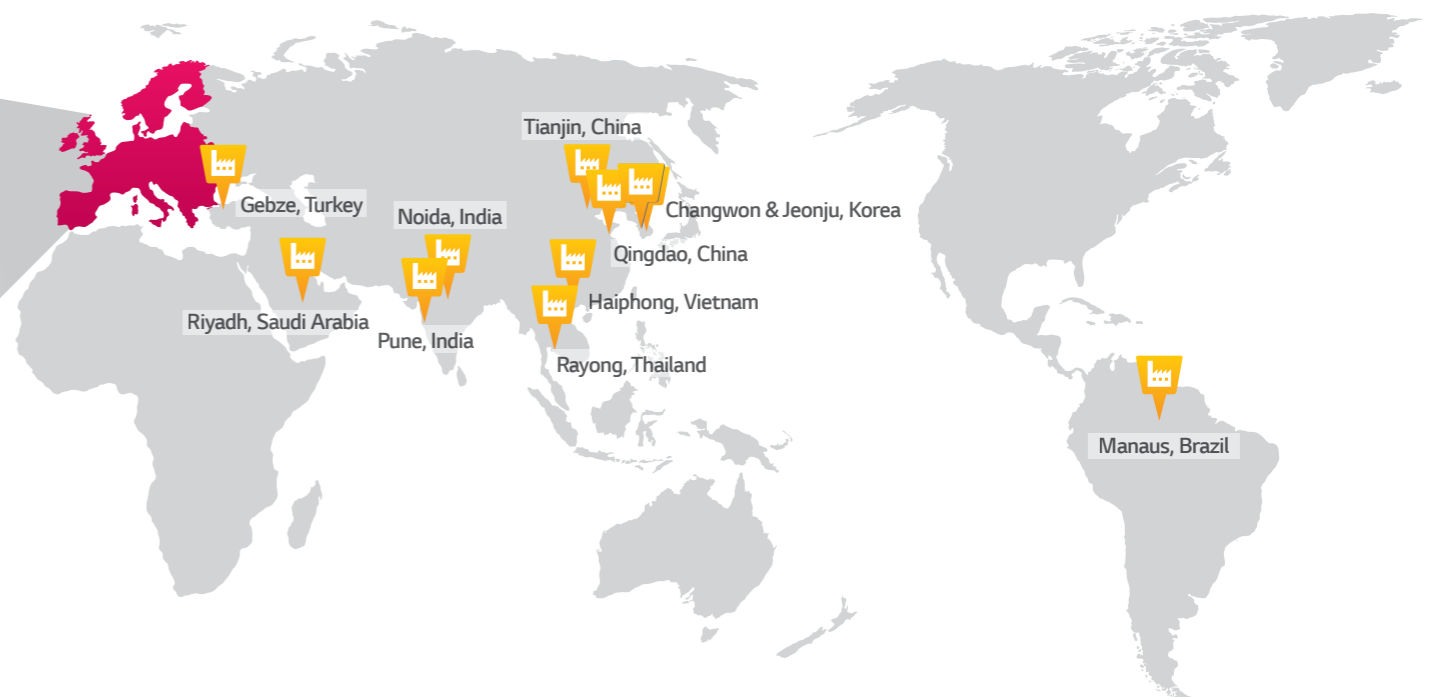 Tianjin, China
Gebze, Turkey
Noida, India
Changwon & Jeonju, Korea
Qingdao, China
Haiphong, Vietnam
Riyadh, Saudi Arabia
Pune, India
Rayong, Thailand
Manaus, Brazil